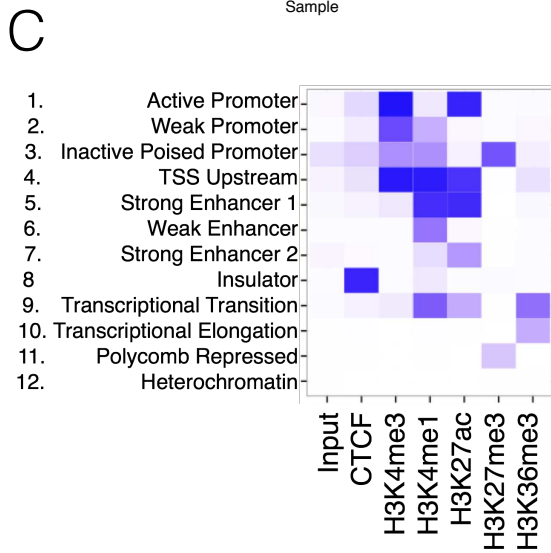 Sample
C
1. Active Promoter
2. Weak Promoter
3. Inactive Poised Promoter
4. TSS Upstream
5. Strong Enhancer 1
6. Weak Enhancer
7. Strong Enhancer 2
8 Insulator
9. Transcriptional Transition
10. Transcriptional Elongation
11. Polycomb Repressed
12. Heterochromatin
Input
CTCF
H3K4me3
H3K4me1
H3K27ac
H3K27me3
H3K36me3